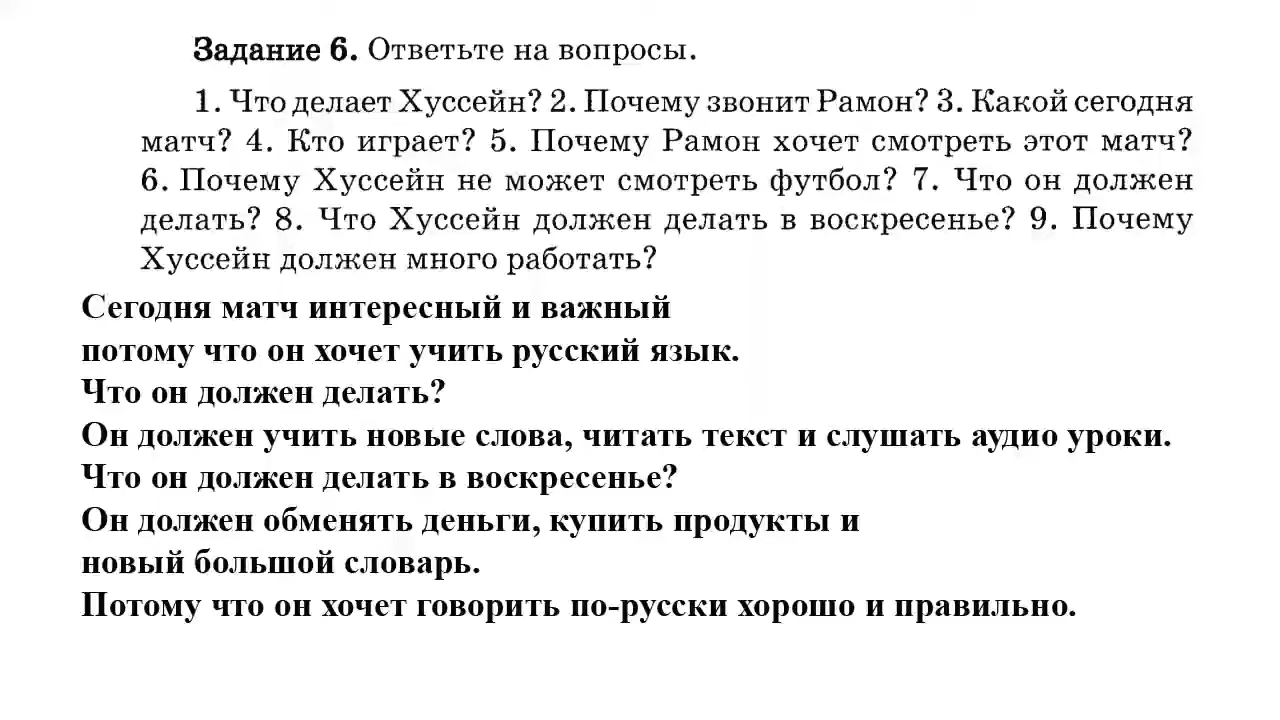 Задание 6. Ответьте на вопросы.
1. Что делает Хуссейн? 2. Почему звонит Рамон? 3. Какой сегодня
матч? 4. Кто играет? 5. Почему Рамон хочет смотреть этот матч?
6. Почему Хуссейн не может смотреть футбол? 7. Что он должен
делать? 8. Что Хуссейн должен делать в воскресенье? 9. Почему
Хуссейн должен много работать?
Сегодня матч интересный и важный
потому что он хочет учить русский язык.
Что он должен делать?
Он должен учить новые слова, читать текст и слушать аудио уроки.
Что он должен делать в воскресенье?
Он должен обменять деньги, купить продукты и
новый большой словарь.
Потому что он хочет говорить по-русски хорошо и правильно.